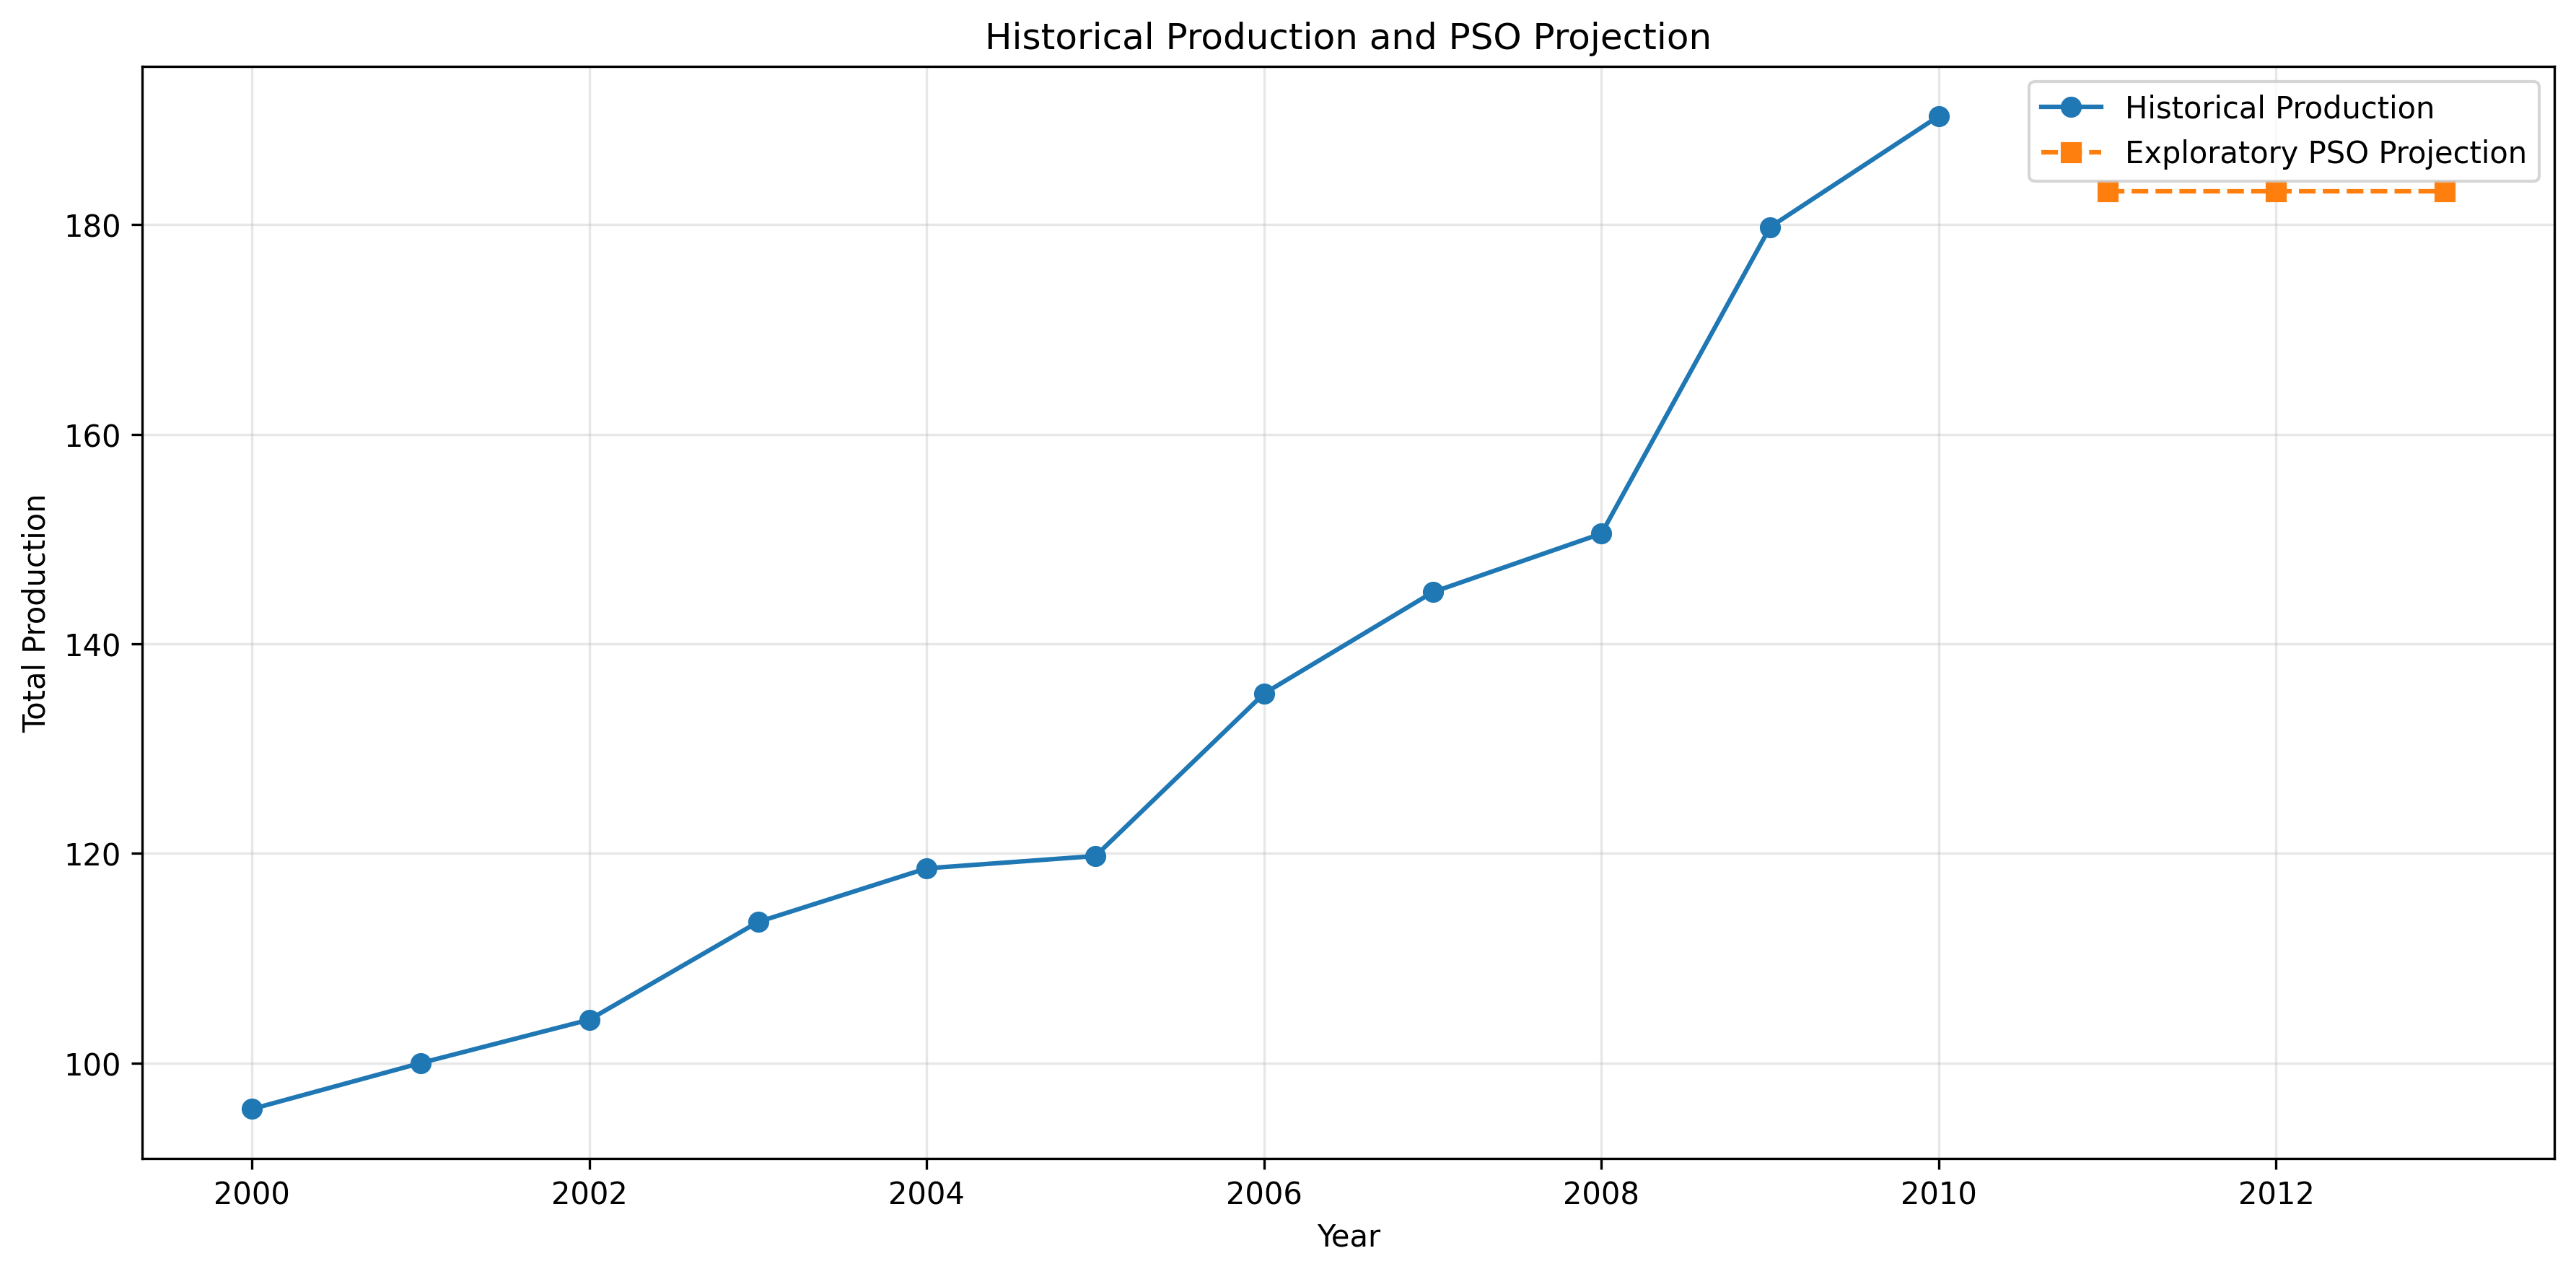 Historical Production and PSO Projection
Historical Production
Exploratory PSO Projection
Total Production
180
160
140
120
100
2000 2002 2004 2006 2008 2010 2012
Year